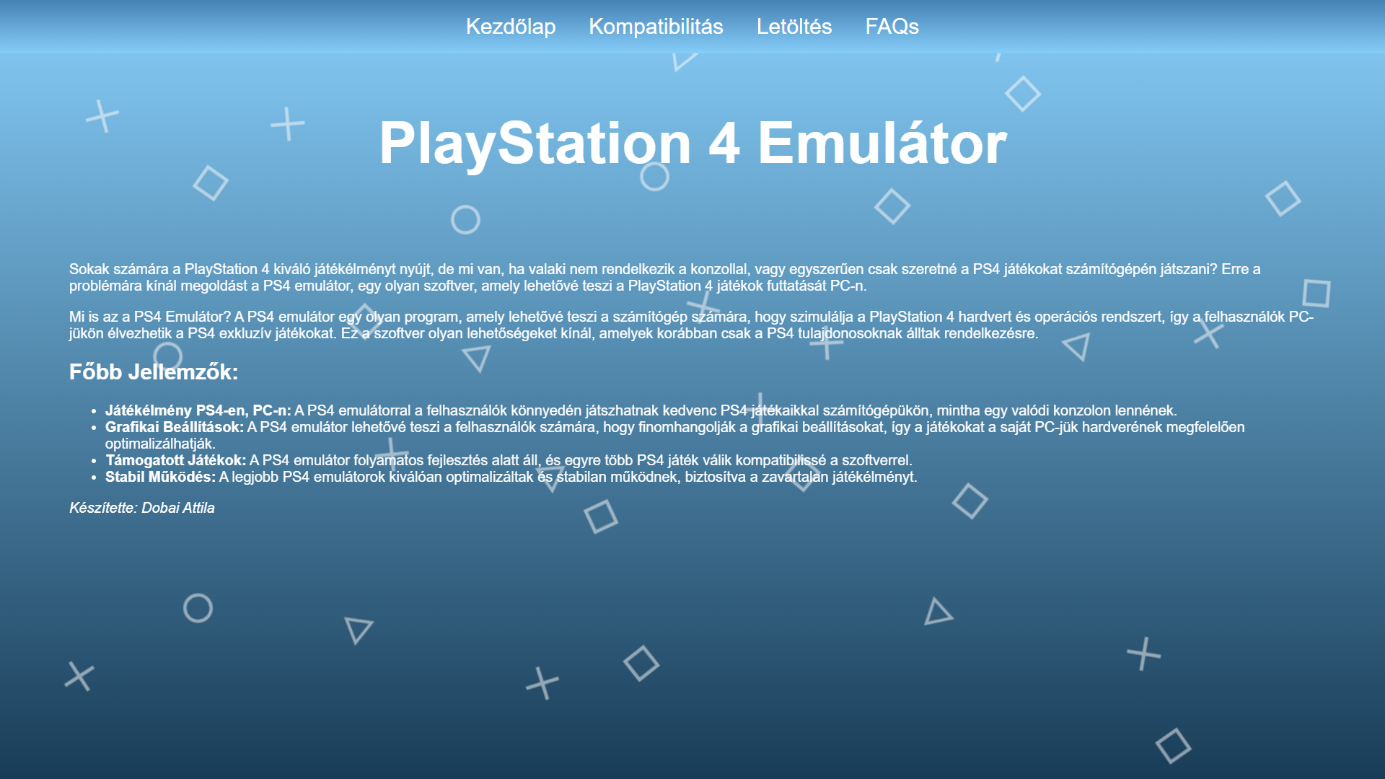 Kezdőlap Kompatibilitás Letöltés FAQs
PlayStation 4 Emulátor
Sokak számára a PlayStation 4 kiváló játékélményt nyújt, de mi van, ha valaki nem rendelkezik a konzollal, vagy egyszerűen csak szeretné a PS4 játékokat számítógépén játszani? Erre a
problémára kínál megoldást a PS4 emulátor, egy olyan szoftver, amely lehetővé teszi a PlayStation 4 játékok futtatását PC-n.
Mi is az a PS4 Emulátor? A PS4 emulátor egy olyan program, amely lehetővé teszi a számítógép számára, hogy szimulálja a PlayStation 4 hardvert és operációs rendszert, így a felhasználók PC-
jükön élvezhetik a PS4 exkluzív játékokat. Ez a szoftver olyan lehetőségeket kínál, amelyek korábban csak a PS4 tulajdonosoknak álltak rendelkezésre.
Főbb Jellemzők:
• Játékélmény PS4-en, PC-n: A PS4 emulátorral a felhasználók könnyedén játszhatnak kedvenc PS4 játékaikkal számítógépükön, mintha egy valódi konzolon lennének.
• Grafikai Beállítások: A PS4 emulátor lehetővé teszi a felhasználók számára, hogy finomhangolják a grafikai beállításokat, így a játékokat a saját PC-jük hardverének megfelelően
optimalizálhatják.
• Támogatott Játékok: A PS4 emulátor folyamatos fejlesztés alatt áll, és egyre több PS4 játék válik kompatibilissé a szoftverrel.
• Stabil Működés: A legjobb PS4 emulátorok kiválóan optimalizáltak és stabilan működnek, biztosítva a zavartalan játékélményt.
Készítette: Dobai Attila